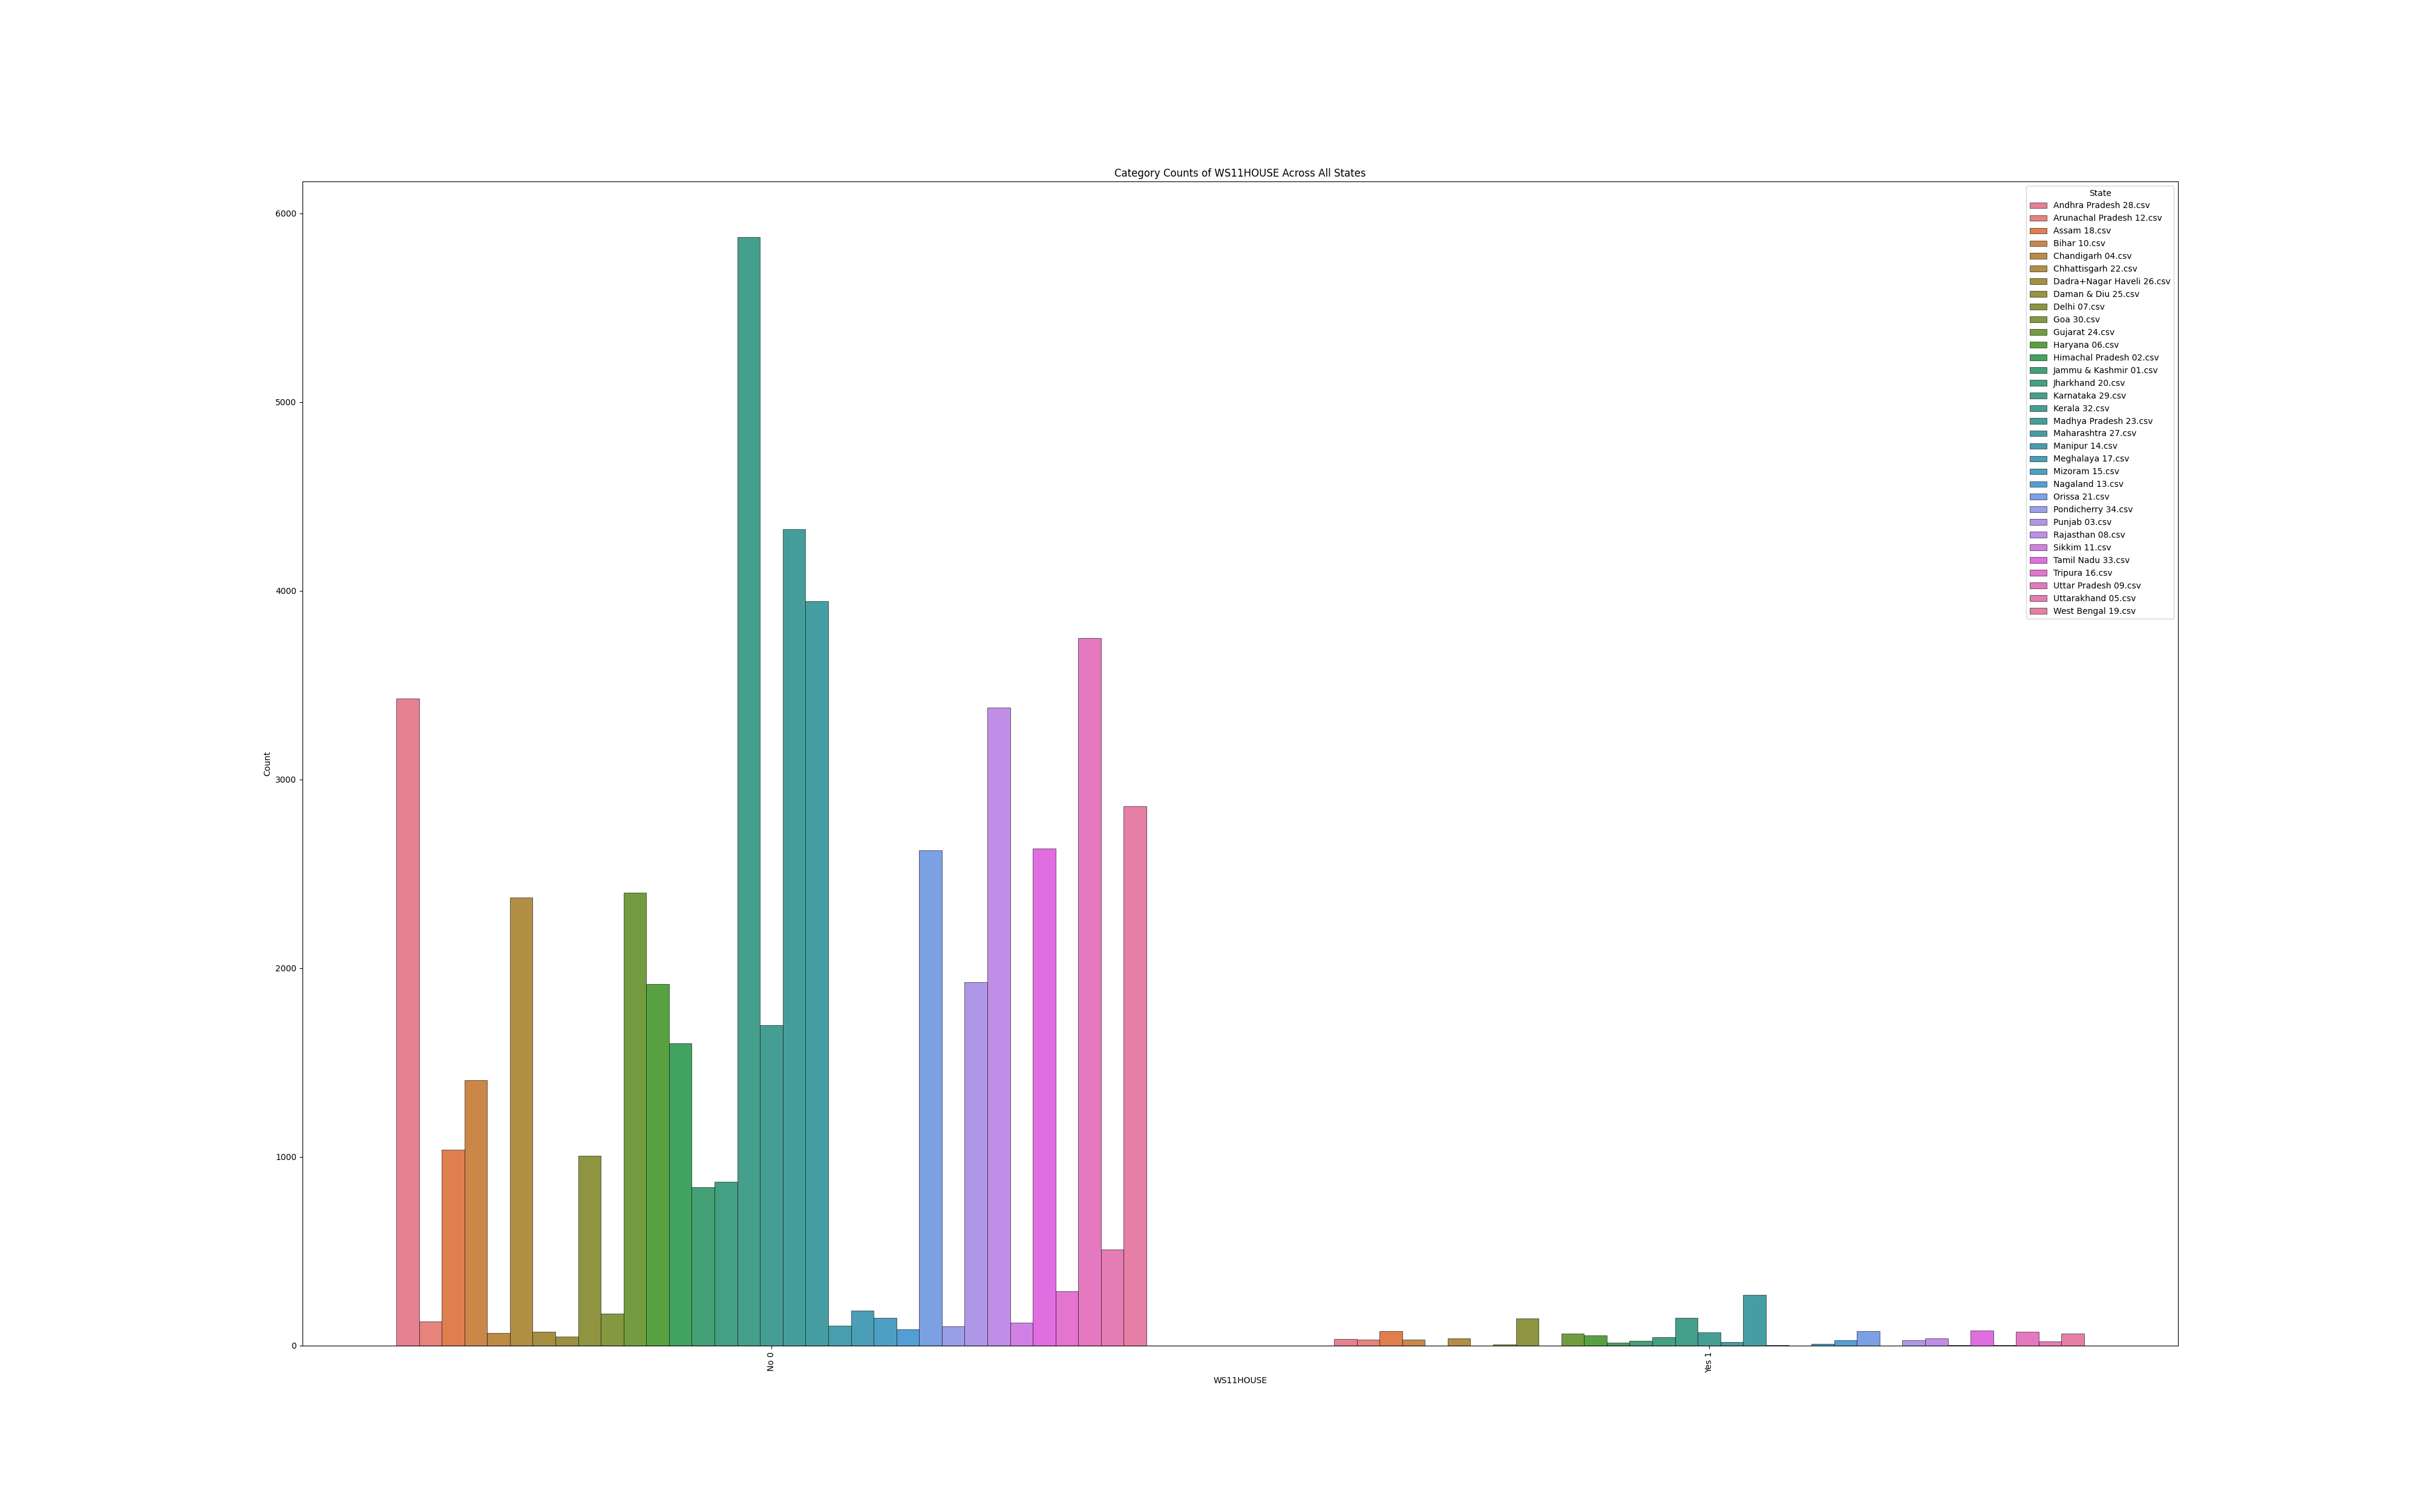 Category Counts of WS11HOUSE Across All States
State
Andhra Pradesh 28.csv
Arunachal Pradesh 12.csv
Assam 18.csv
Bihar 10.csv
Chandigarh 04.csv
Chhattisgarh 22.csv
Dadra+Nagar Haveli 26.csv
Daman & Diu 25.csv
Delhi 07.csv
Goa 30.csv
Gujarat 24.csv
Haryana 06.csv
Himachal Pradesh 02.csv
Jammu & Kashmir 01.csv
Jharkhand 20.csv
Karnataka 29.csv
Kerala 32.csv
Madhya Pradesh 23.csv
Maharashtra 27.csv
Manipur 14.csv
Meghalaya 17.csv
Mizoram 15.csv
Nagaland 13.csv
Orissa 21.csv
Pondicherry 34.csv
Punjab 03.csv
Rajasthan 08.csv
Sikkim 11.csv
Tamil Nadu 33.csv
Tripura 16.csv
Uttar Pradesh 09.csv
Uttarakhand 05.csv
West Bengal 19.csv
6000
5000
4000
3000
2000
1000
0
Count
No 0
Yes 1
WS11HOUSE